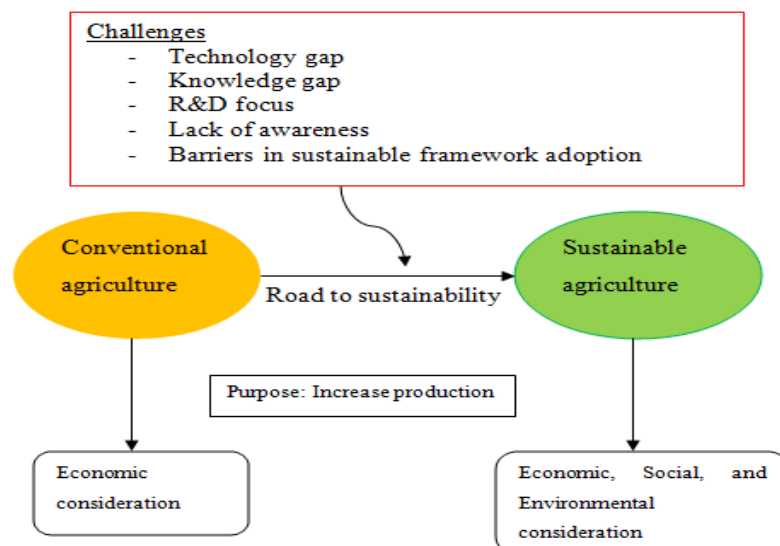 Challenges
- Technology gap
- Knowledge gap
- R&D focus
- Lack of awareness
- Barriers in sustainable framework adoption
Conventional
agriculture
Road to sustainability
Sustainable
agriculture
Purpose: Increase production
Economic
consideration
Economic, Social, and
Environmental
consideration